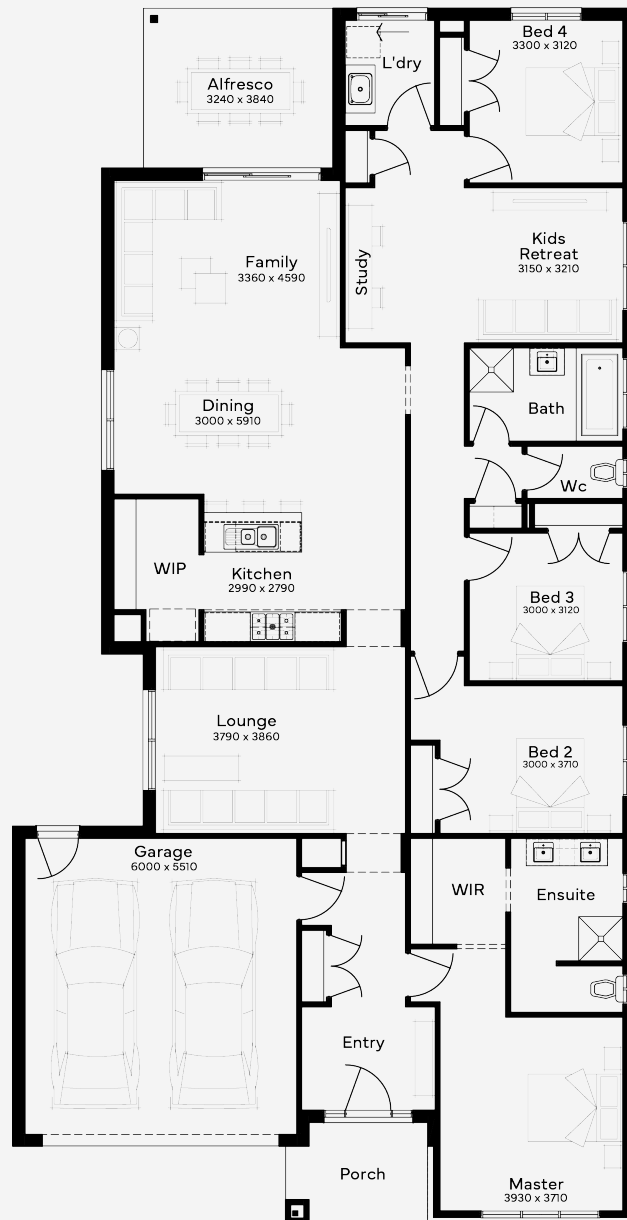 Bed 4
3300 x 3120
L'dry
Alfresco
3240 x 3840
Kids
Retreat
3150 x 3210
Family
3360 x 4590
Study
Dining
3000 x 5910
Bath
Wc
WIP
Kitchen
2990 x 2790
Bed 3
3000 x 3120
Lounge
3790 x 3860
Bed 2
3000 x 3710
Garage
6000 x 5510
WIR
Ensuite
Entry
Porch
Master
3930 x 3710